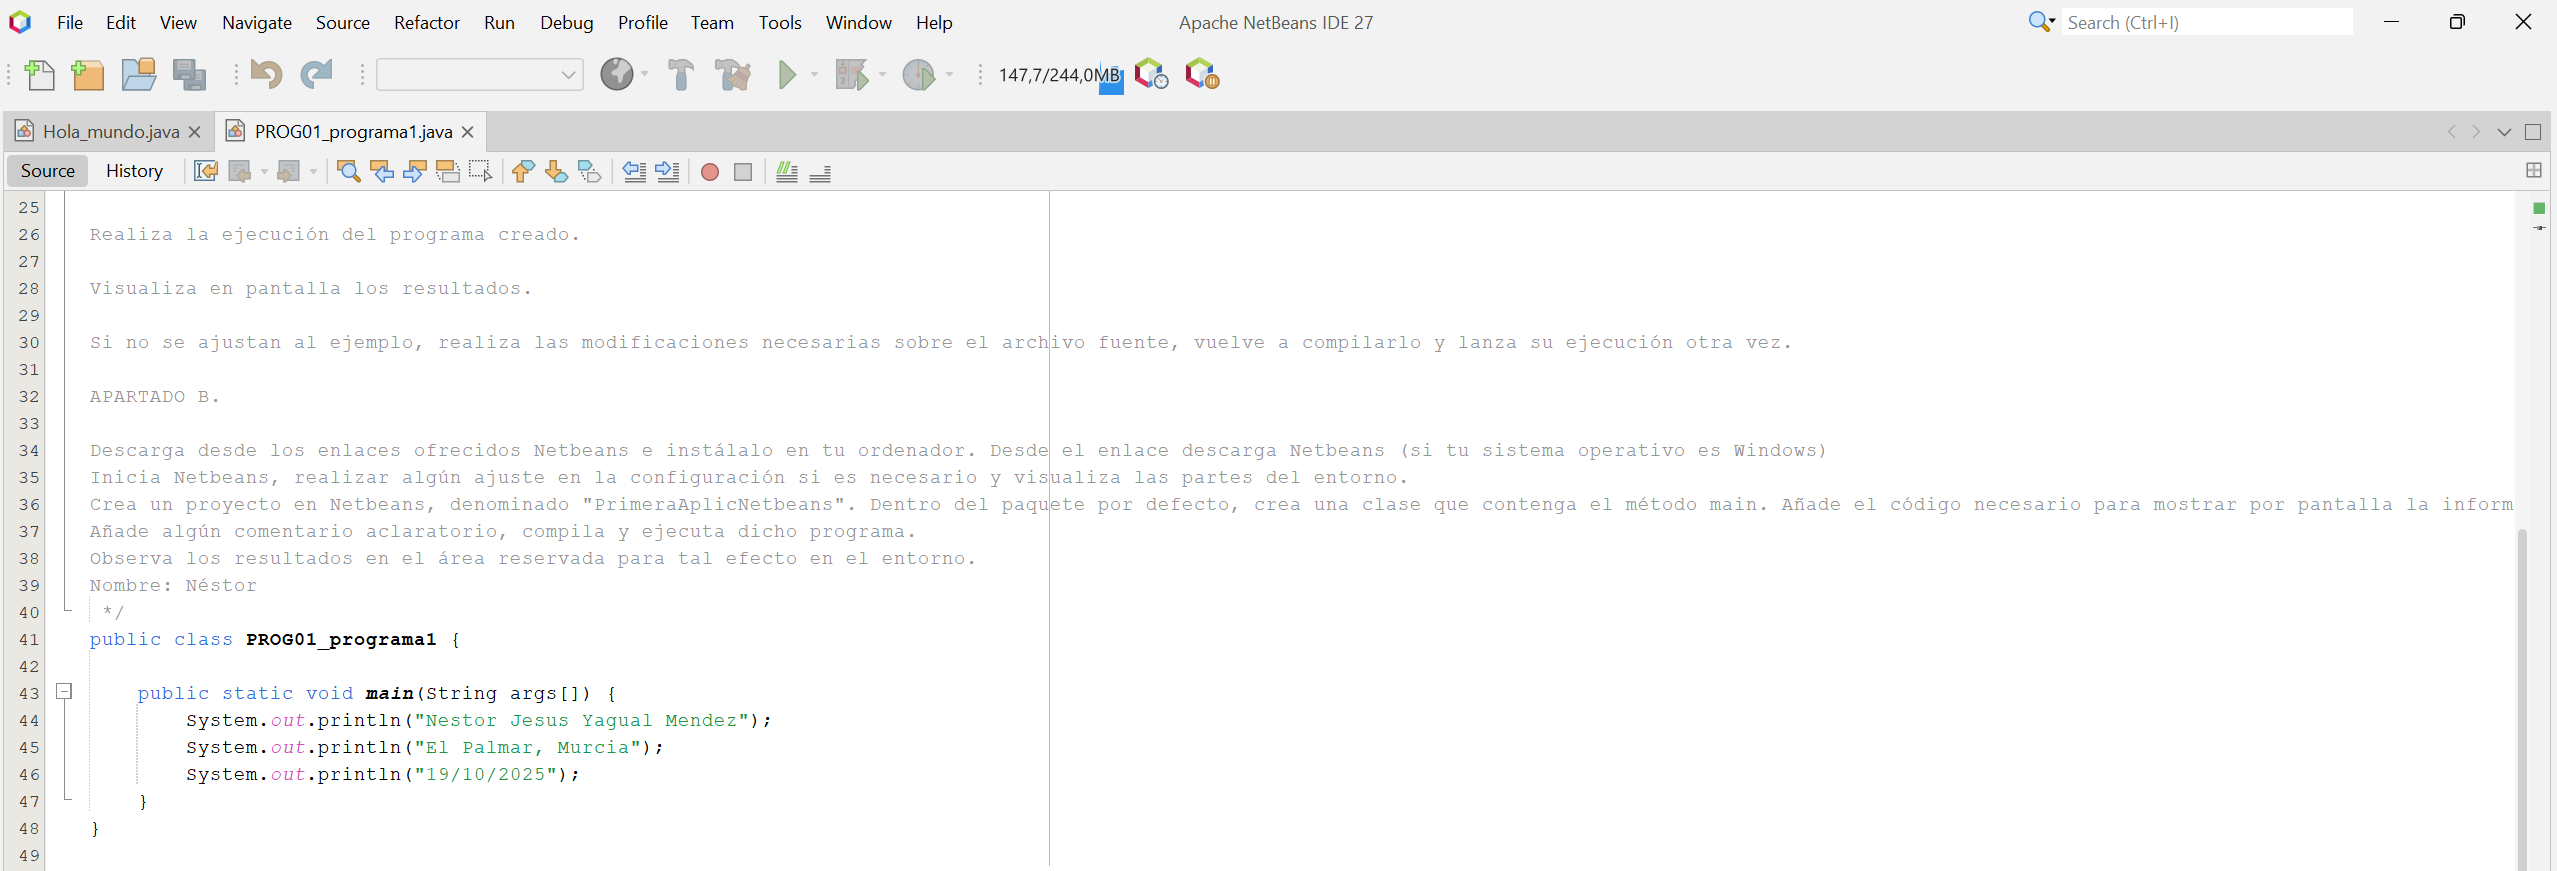 File Edit View Navigate Source Refactor Run Debug Profile Team Tools Window Help Apache NetBeans IDE 27 Search (Ctrl+I)
147,7/244,0MB
Hola_mundo.java PROG01_programa1.java
Source History
25
26 Realiza la ejecución del programa creado.
27
28 Visualiza en pantalla los resultados.
29
30 Si no se ajustan al ejemplo, realiza las modificaciones necesarias sobre el archivo fuente, vuelve a compilarlo y lanza su ejecución otra vez.
31
32 APARTADO B.
33
34 Descarga desde los enlaces ofrecidos Netbeans e instálalo en tu ordenador. Desde el enlace descarga Netbeans (si tu sistema operativo es Windows)
35 Inicia Netbeans, realizar algún ajuste en la configuración si es necesario y visualiza las partes del entorno.
36 Crea un proyecto en Netbeans, denominado "PrimeraAplicNetbeans". Dentro del paquete por defecto, crea una clase que contenga el método main. Añade el código necesario para mostrar por pantalla la inform
37 Añade algún comentario aclaratorio, compila y ejecuta dicho programa.
38 Observa los resultados en el área reservada para tal efecto en el entorno.
39 Nombre: Néstor
40 */
41 public class PROG01_programa1 {
42
43 public static void main(String args[]) {
44 System.out.println("Nestor Jesus Yagual Mendez");
45 System.out.println("El Palmar, Murcia");
46 System.out.println("19/10/2025");
47 }
48 }
49